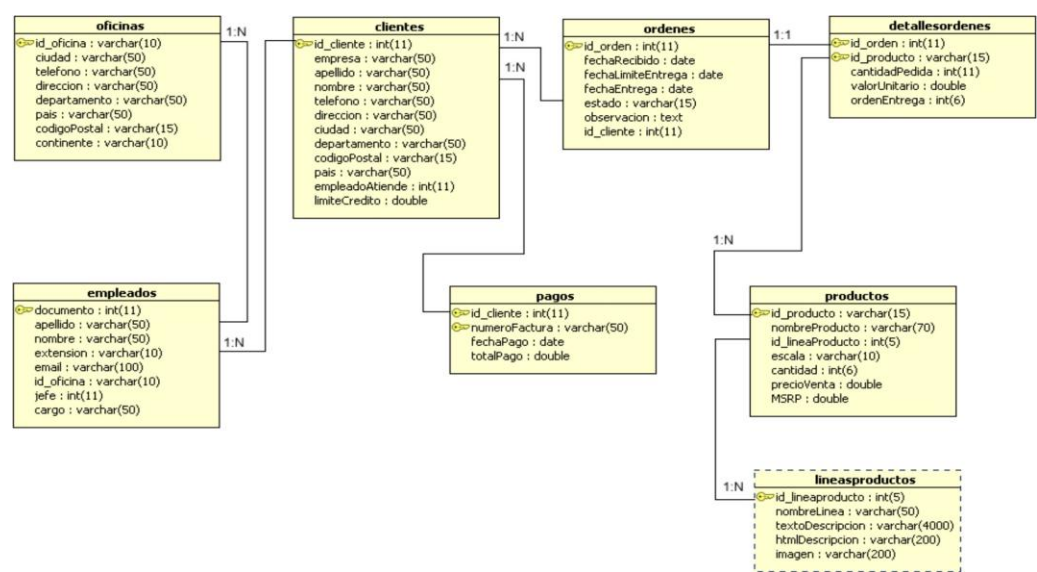 oficinas
id_oficina : varchar(10)
ciudad : varchar(50)
telefono : varchar(50)
direccion : varchar(50)
departamento : varchar(50)
pais : varchar(50)
codigoPostal : varchar(15)
continente : varchar(10)
1:N
clientes
id_cliente : int(11)
empresa : varchar(50)
apellido : varchar(50)
nombre : varchar(50)
telefono : varchar(50)
direccion : varchar(50)
ciudad : varchar(50)
departamento : varchar(50)
codigoPostal : varchar(15)
pais : varchar(50)
empleadoAtiende : int(11)
limiteCredito : double
1:N
1:N
ordenes
id_orden : int(11)
fechaRecibido : date
fechaLimiteEntrega : date
fechaEntrega : date
estado : varchar(15)
observacion : text
id_cliente : int(11)
1:1
detallesordenes
id_orden : int(11)
id_producto : varchar(15)
cantidadPedida : int(11)
valorUnitario : double
ordenEntrega : int(6)
1:N
empleados
documento : int(11)
apellido : varchar(50)
nombre : varchar(50)
extension : varchar(10)
email : varchar(100)
id_oficina : varchar(10)
jefe : int(11)
cargo : varchar(50)
1:N
pagos
id_cliente : int(11)
numeroFactura : varchar(50)
fechaPago : date
totalPago : double
productos
id_producto : varchar(15)
nombreProducto : varchar(70)
id_lineaProducto : int(5)
escala : varchar(10)
cantidad : int(6)
precioVenta : double
MSRP : double
1:N
lineasproductos
id_lineaproducto : int(5)
nombreLinea : varchar(50)
textoDescripcion : varchar(4000)
htmlDescripcion : varchar(200)
imagen : varchar(200)